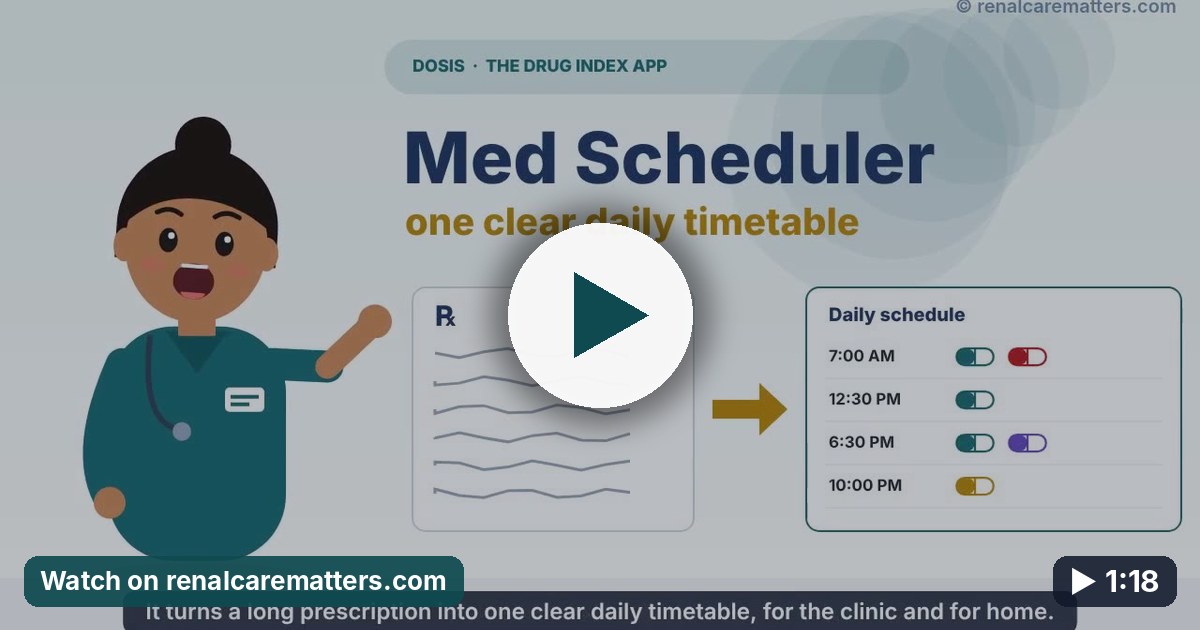 © renalcarematters.com
DOSIS · THE DRUG INDEX APP
Med Scheduler
one clear daily timetable
℞
Daily schedule
7:00 AM
12:30 PM
6:30 PM
10:00 PM
Watch on renalcarematters.com
1:18
It turns a long prescription into one clear daily timetable, for the clinic and for home.